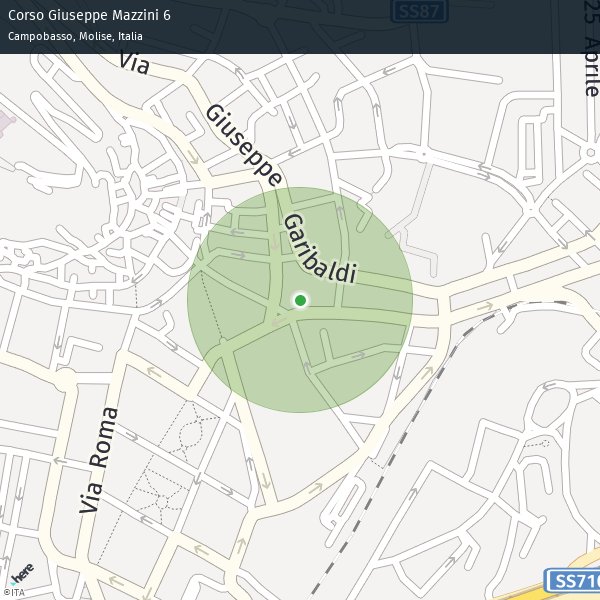 Corso Giuseppe Mazzini 6
Campobasso, Molise, Italia
SS87
25 Aprile
Via
Giuseppe
Garibaldi
Via Roma
here
©ITA
SS710